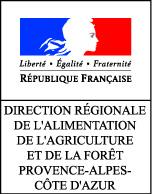 Liberté • Égalité • Fraternité
RÉPUBLIQUE FRANÇAISE
DIRECTION RÉGIONALE
DE L'ALIMENTATION
DE L'AGRICULTURE
ET DE LA FORÊT
PROVENCE-ALPES-
CÔTE D'AZUR